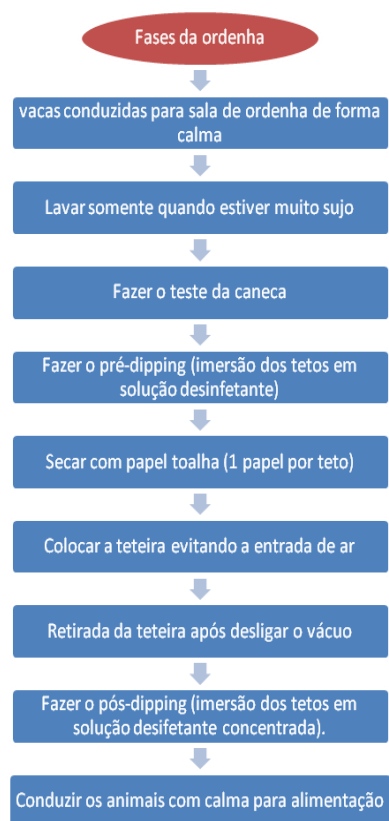 Fases da ordenha
vacas conduzidas para sala de ordenha de forma
calma
Lavar somente quando estiver muito sujo
Fazer o teste da caneca
Fazer o pré-dipping (imersão dos tetos em
solução desinfetante)
Secar com papel toalha (1 papel por teto)
Colocar a teteira evitando a entrada de ar
Retirada da teteira após desligar o vácuo
Fazer o pós-dipping (imersão dos tetos em
solução desifetante concentrada).
Conduzir os animais com calma para alimentação